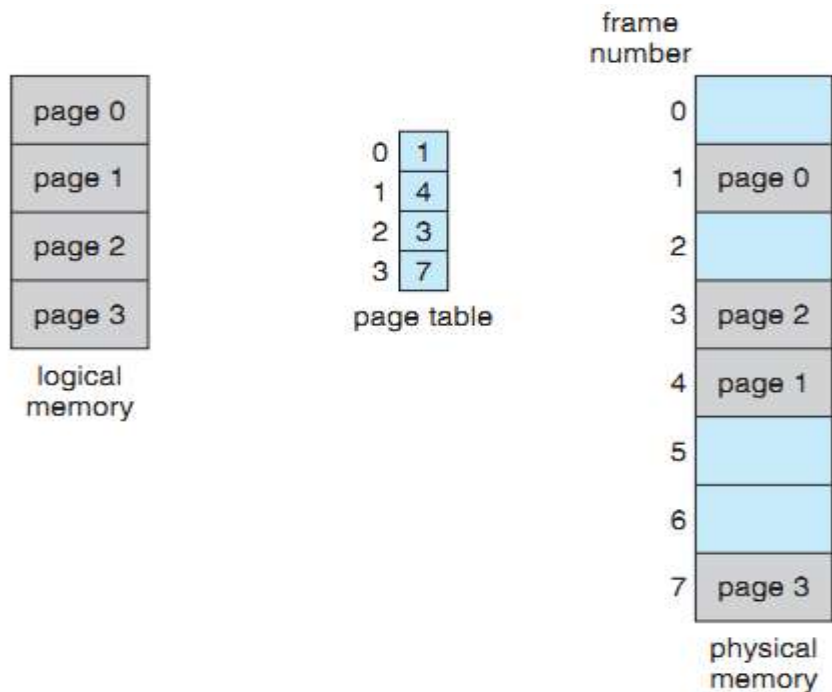 page 0
page 1
page 2
page 3
logical
memory
0 1
1 4
2 3
3 7
page table
frame
number
0
1 page 0
2
3 page 2
4 page 1
5
6
7 page 3
physical
memory